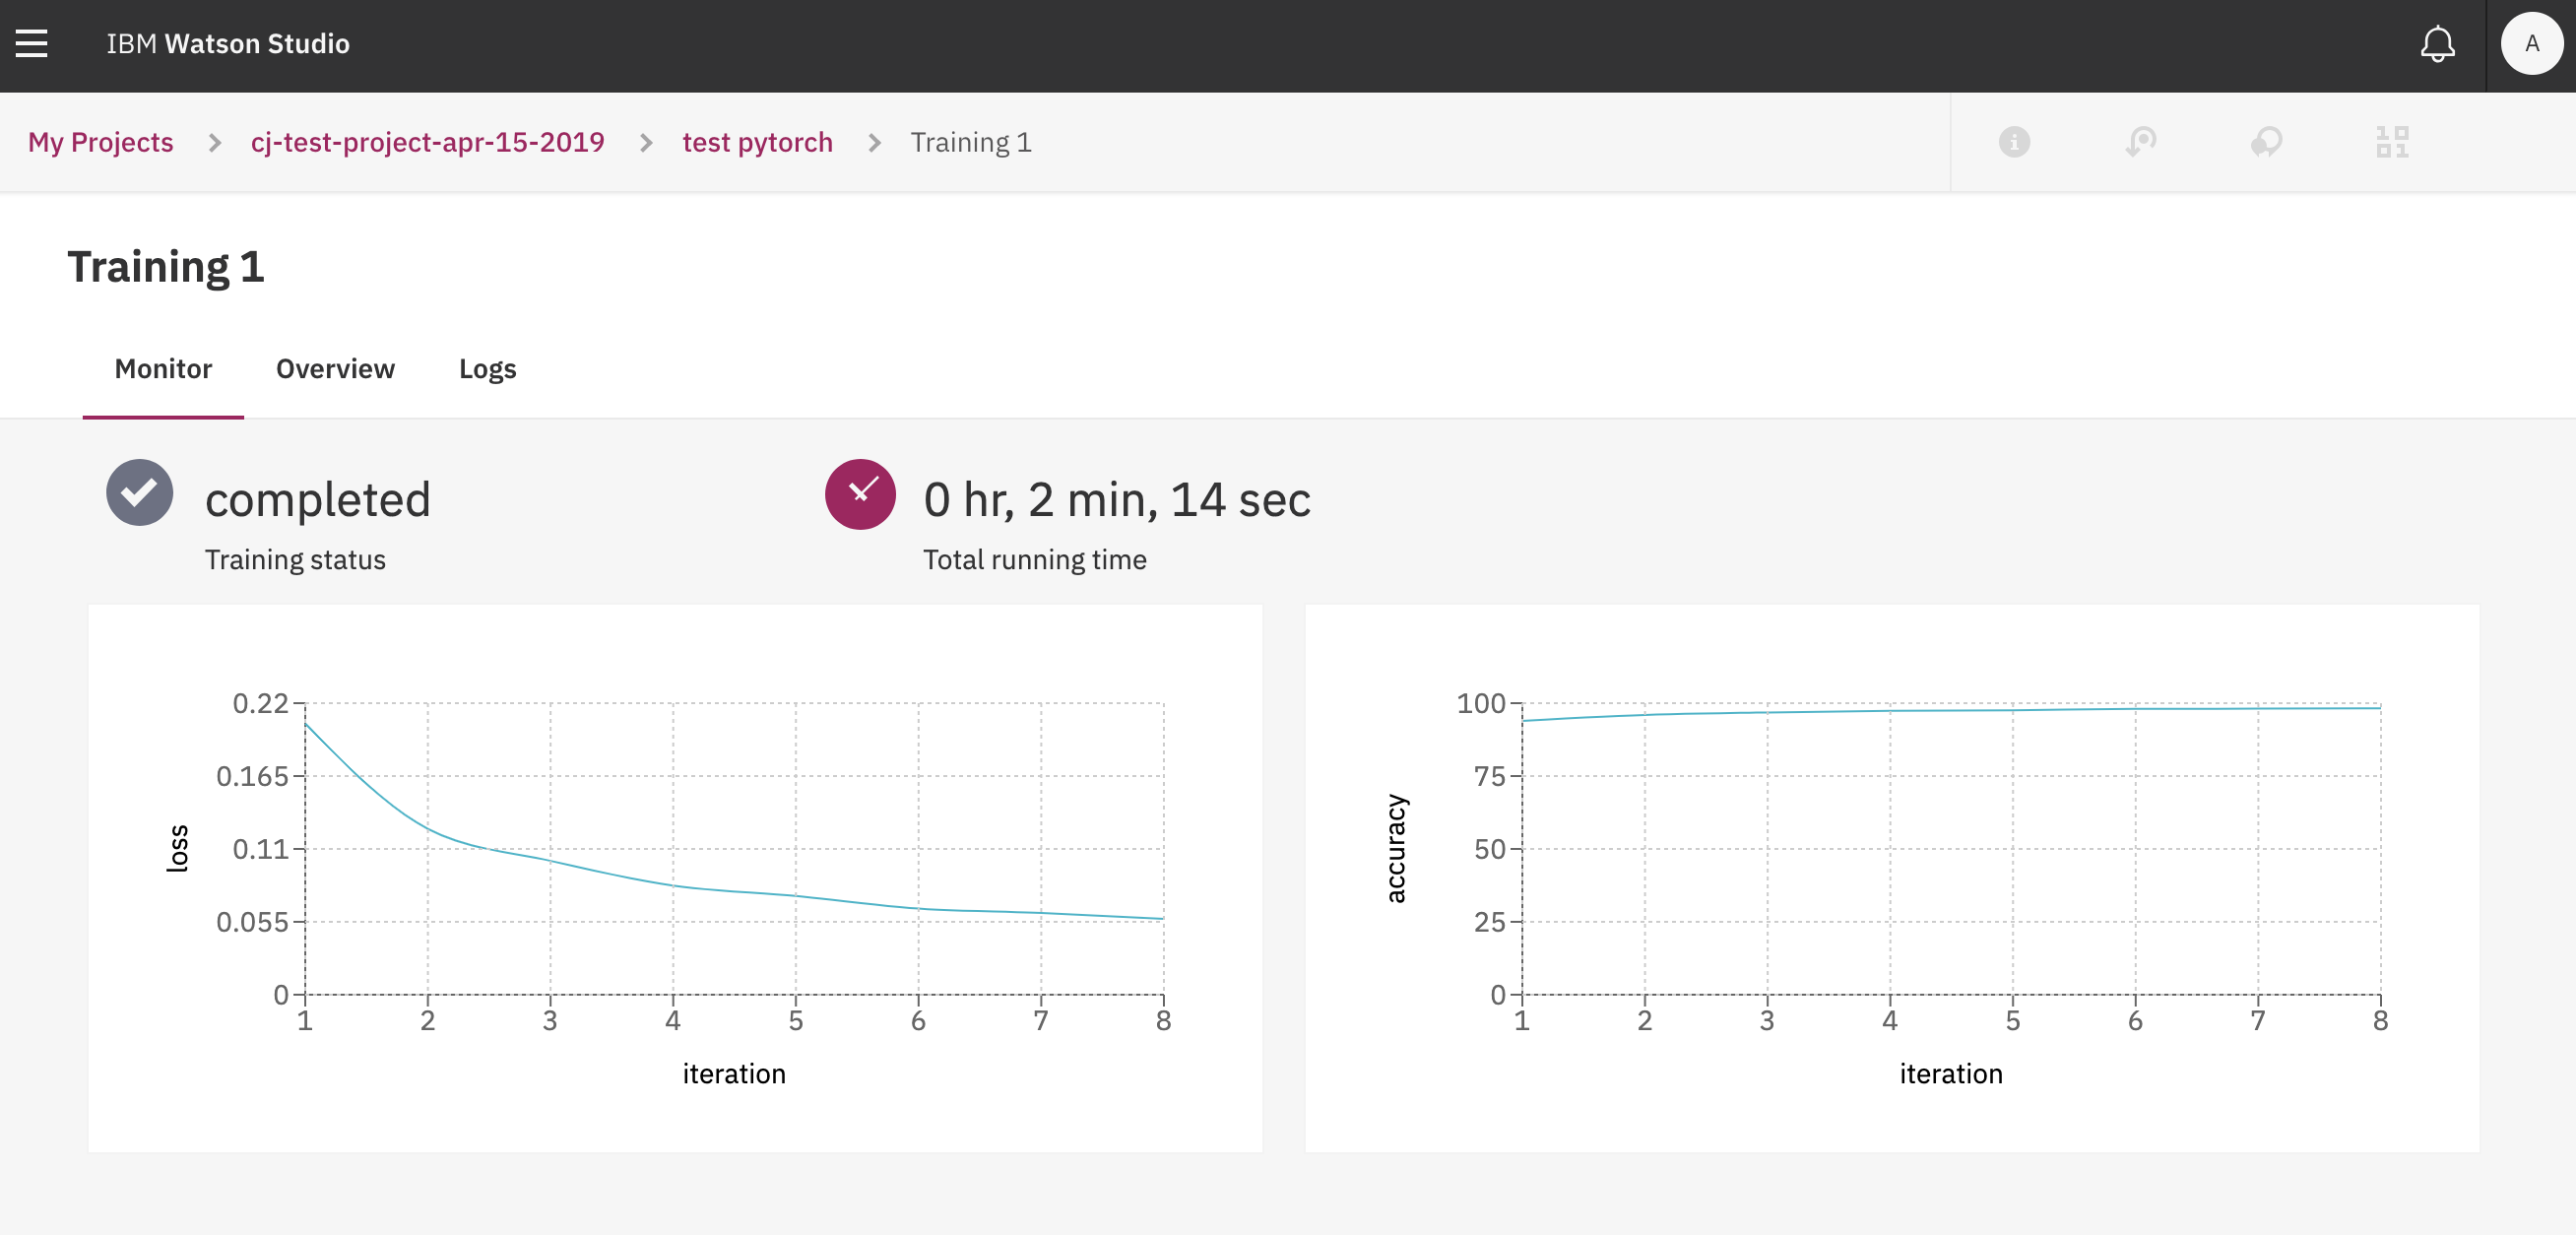 IBM Watson Studio
A
My Projects > cj-test-project-apr-15-2019 > test pytorch > Training 1
Training 1
Monitor Overview Logs
completed
Training status
0 hr, 2 min, 14 sec
Total running time
0.22
0.165
0.11
0.055
0
loss
1 2 3 4 5 6 7 8
iteration
100
75
50
25
0
accuracy
1 2 3 4 5 6 7 8
iteration